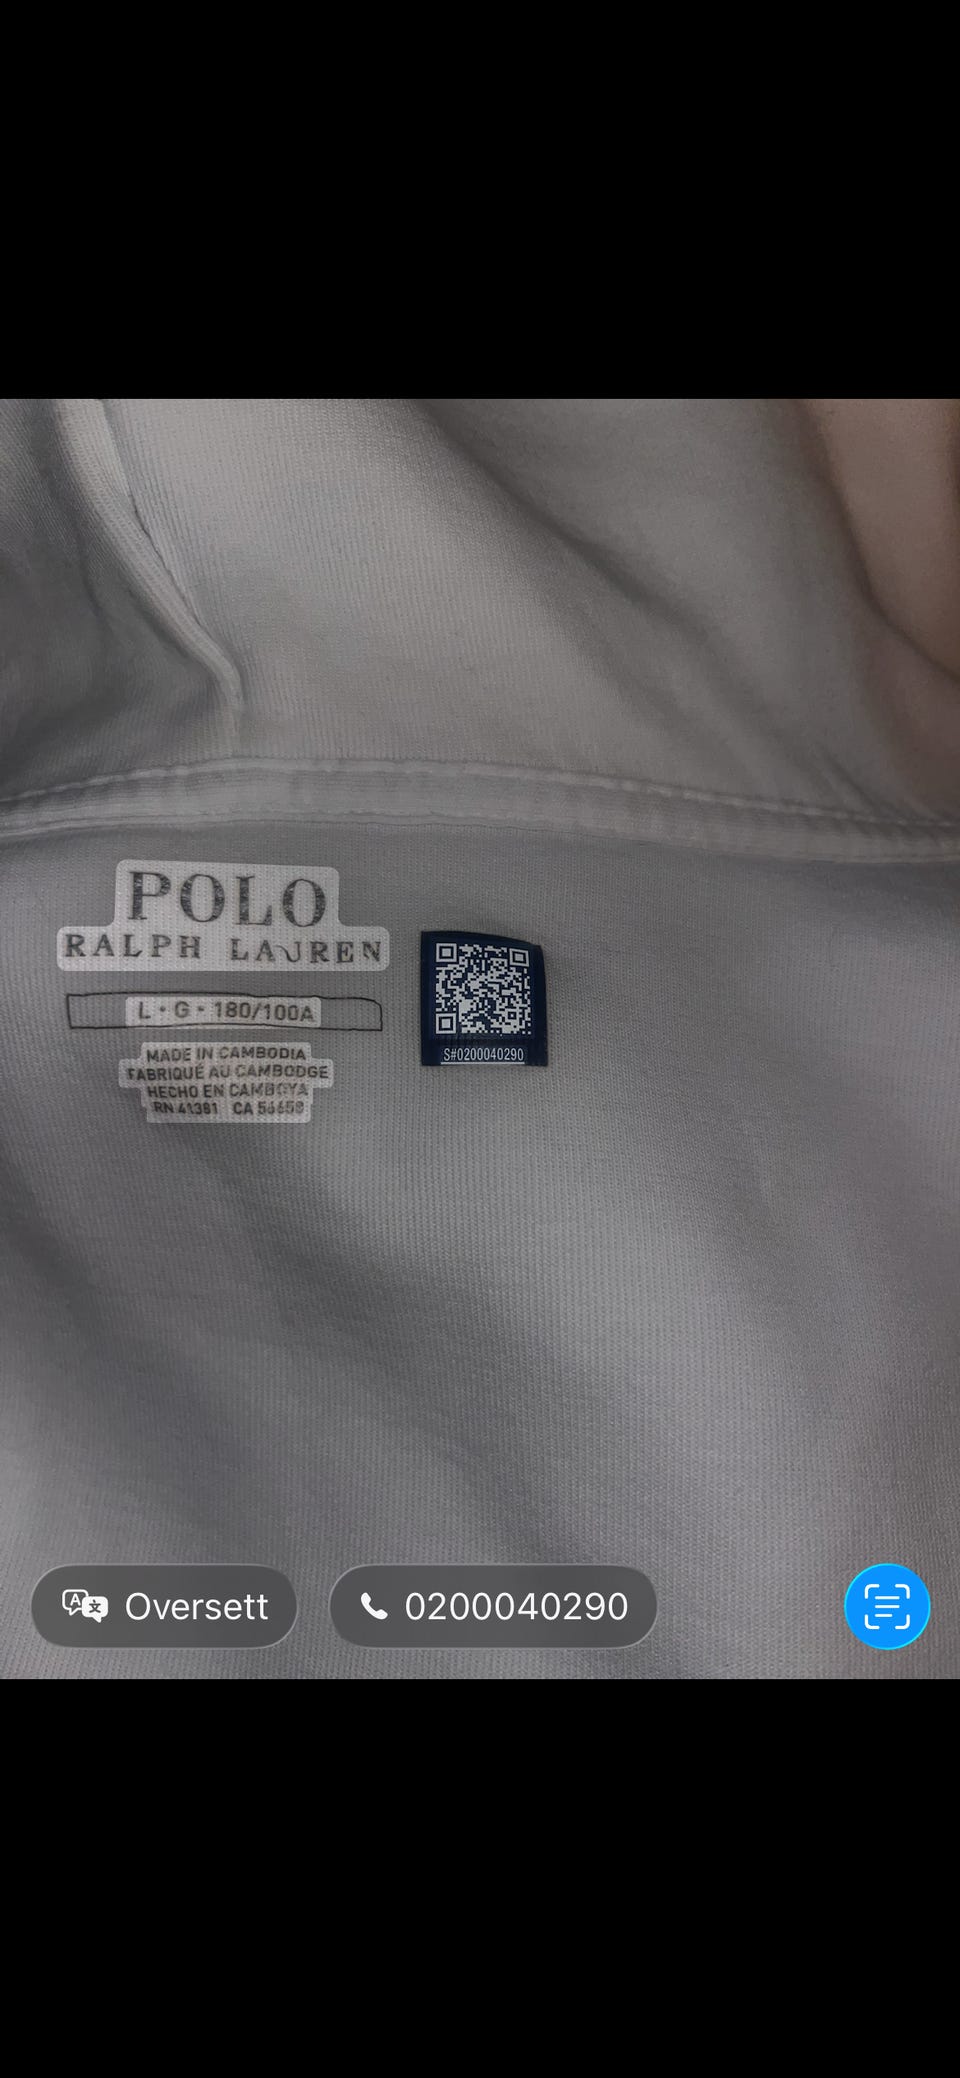 POLO
RALPH LAUREN
L • G • 180/100A
MADE IN CAMBODIA
FABRIQUÉ AU CAMBODGE
HECHO EN CAMBOYA
RN 41381 CA 56658
S#0200040290
Oversett
0200040290